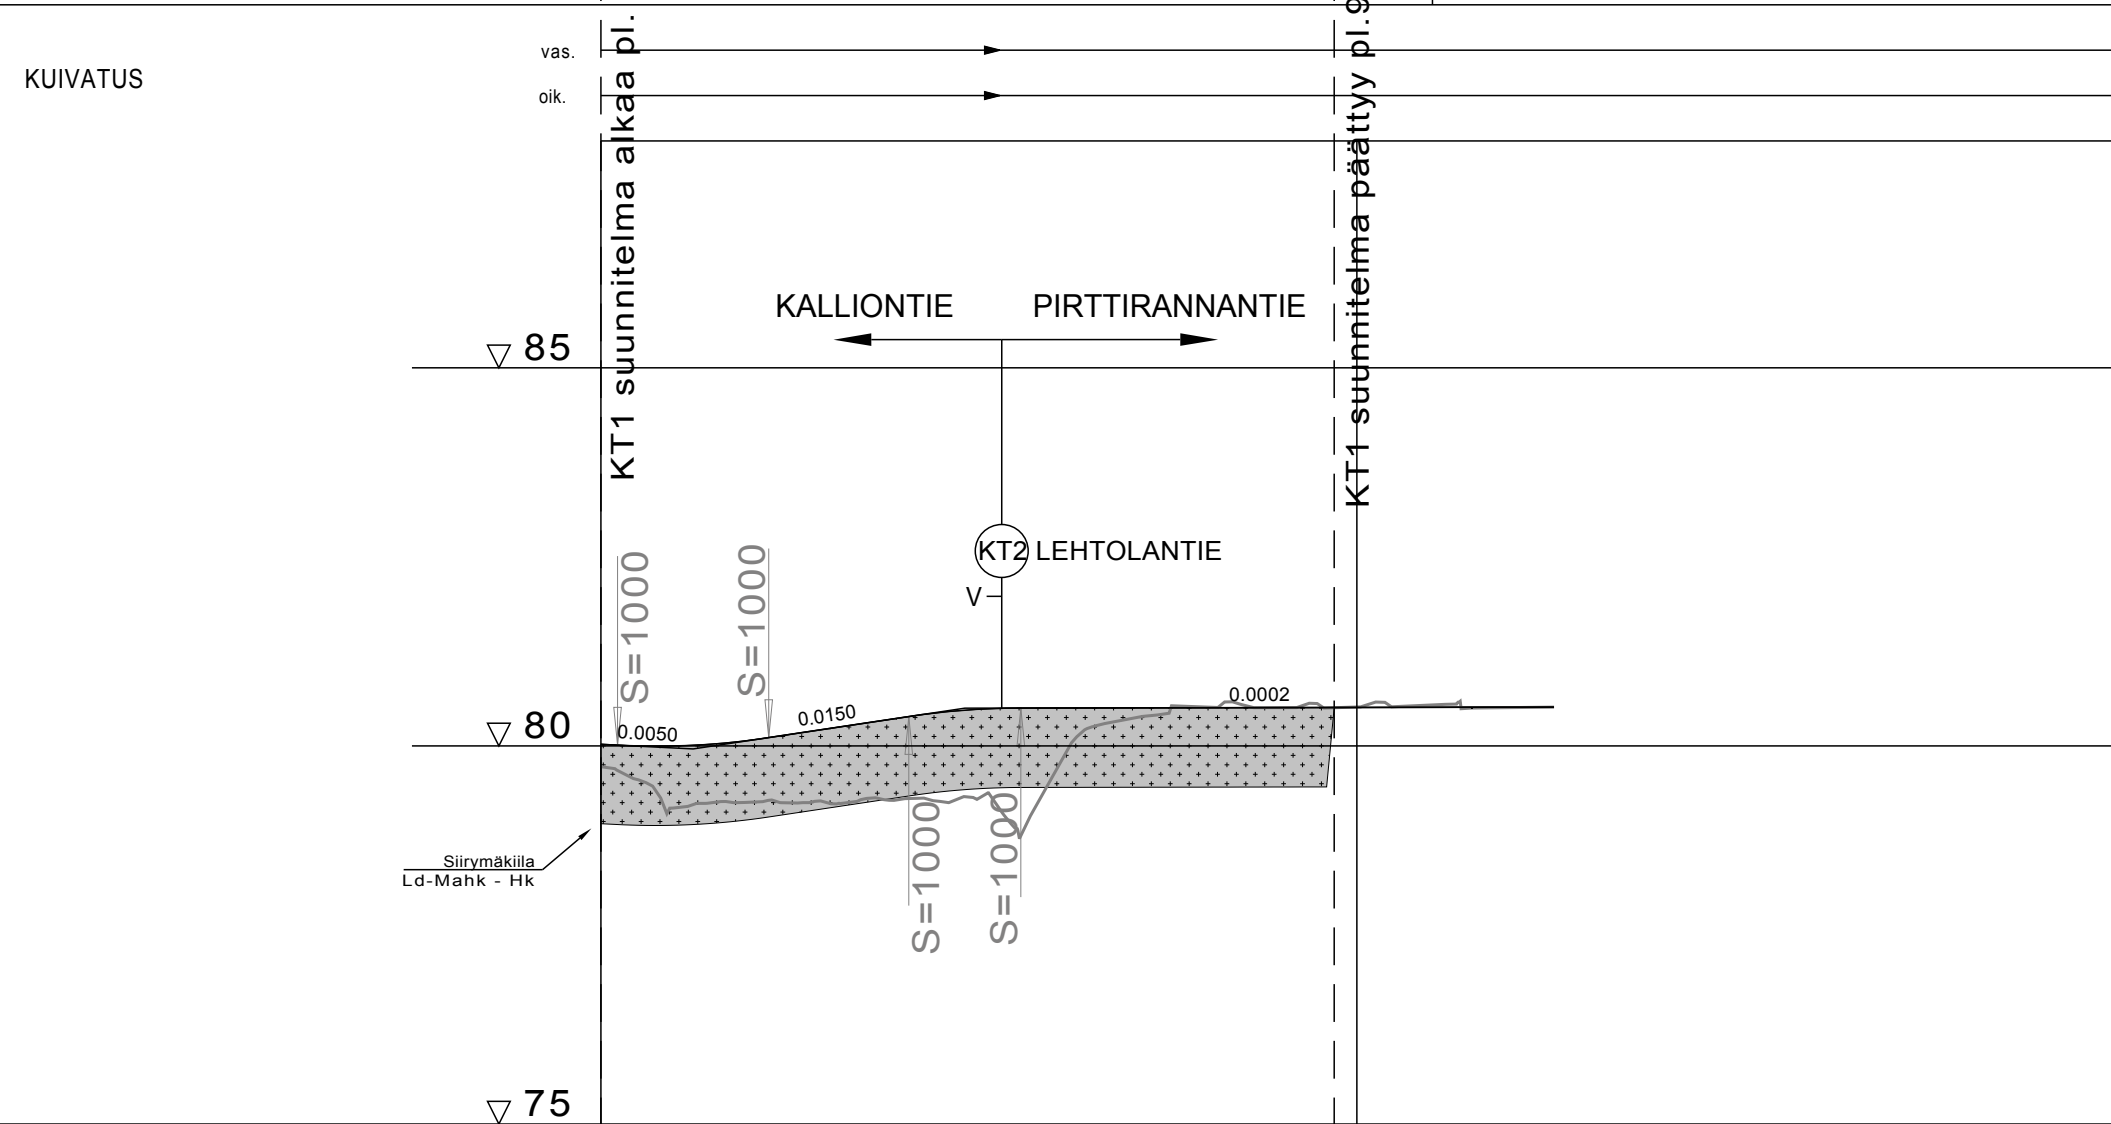 vas.
KUIVATUS
oik.
KT1 suunnitelma alkaa pl.
KT1 suunnitelma päättyy pl.9
KALLIONTIE PIRTTIRANNANTIE
85
KT2 LEHTOLANTIE
V
S=1000
S=1000
0.0002
0.0150
80
0.0050
S=1000
S=1000
Siirymäkiila
Ld-Mahk - Hk
75